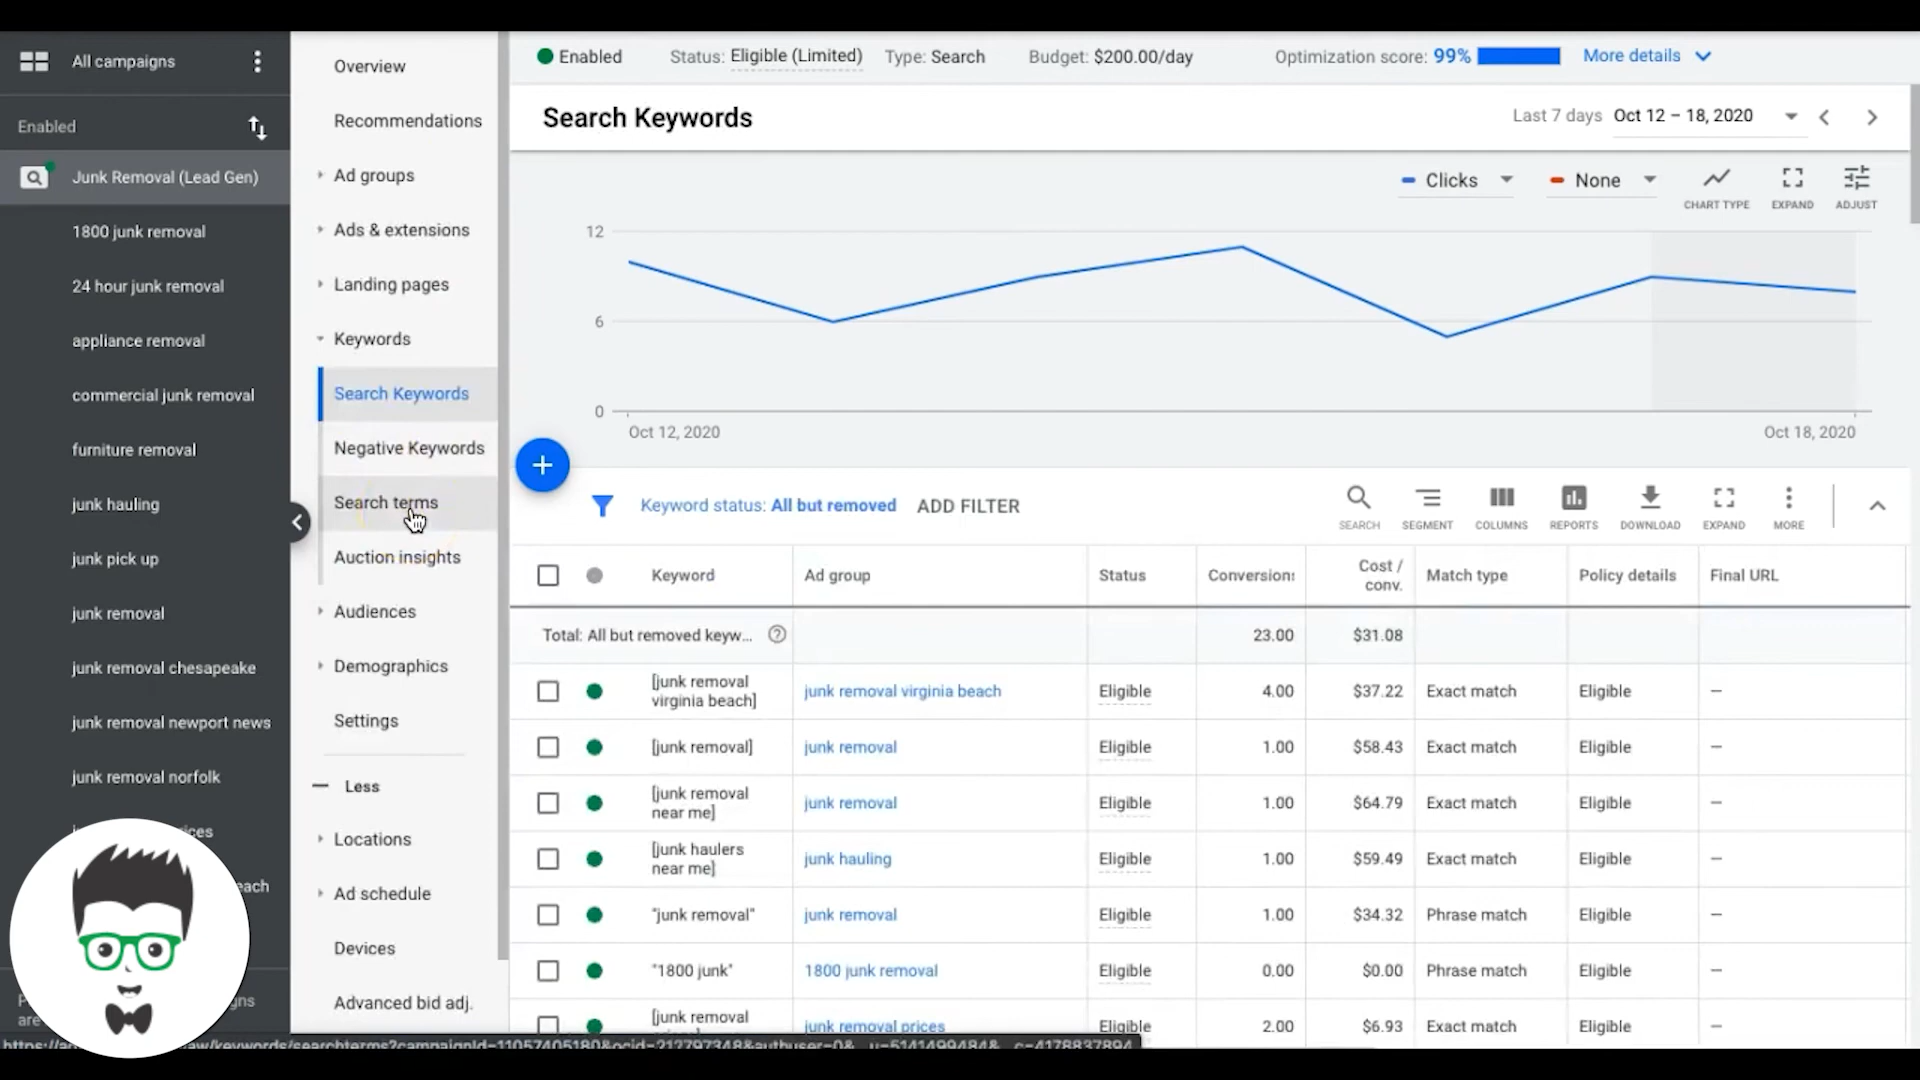 All campaigns
Enabled
Junk Removal (Lead Gen)
1800 junk removal
24 hour junk removal
appliance removal
commercial junk removal
furniture removal
junk hauling
junk pick up
junk removal
junk removal chesapeake
junk removal newport news
junk removal norfolk
Overview
Recommendations
Ad groups
Ads & extensions
Landing pages
Keywords
Search Keywords
Negative Keywords
Search terms
Auction insights
Audiences
Demographics
Settings
Less
Locations
Ad schedule
Devices
Advanced bid adj.
Enabled Status: Eligible (Limited) Type: Search Budget: $200.00/day Optimization score: 99% More details
Search Keywords Last 7 days Oct 12 – 18, 2020
Clicks None CHART TYPE EXPAND ADJUST
12
6
0
Oct 12, 2020 Oct 18, 2020
Keyword status: All but removed ADD FILTER SEARCH SEGMENT COLUMNS REPORTS DOWNLOAD EXPAND MORE
Keyword Ad group Status Conversions Cost / conv. Match type Policy details Final URL
Total: All but removed keyw... 23.00 $31.08
[junk removal virginia beach] junk removal virginia beach Eligible 4.00 $37.22 Exact match Eligible –
[junk removal] junk removal Eligible 1.00 $58.43 Exact match Eligible –
[junk removal near me] junk removal Eligible 1.00 $64.79 Exact match Eligible –
[junk haulers near me] junk hauling Eligible 1.00 $59.49 Exact match Eligible –
"junk removal" junk removal Eligible 1.00 $34.32 Phrase match Eligible –
"1800 junk" 1800 junk removal Eligible 0.00 $0.00 Phrase match Eligible –
[junk removal junk removal prices Eligible 2.00 $6.93 Exact match Eligible –